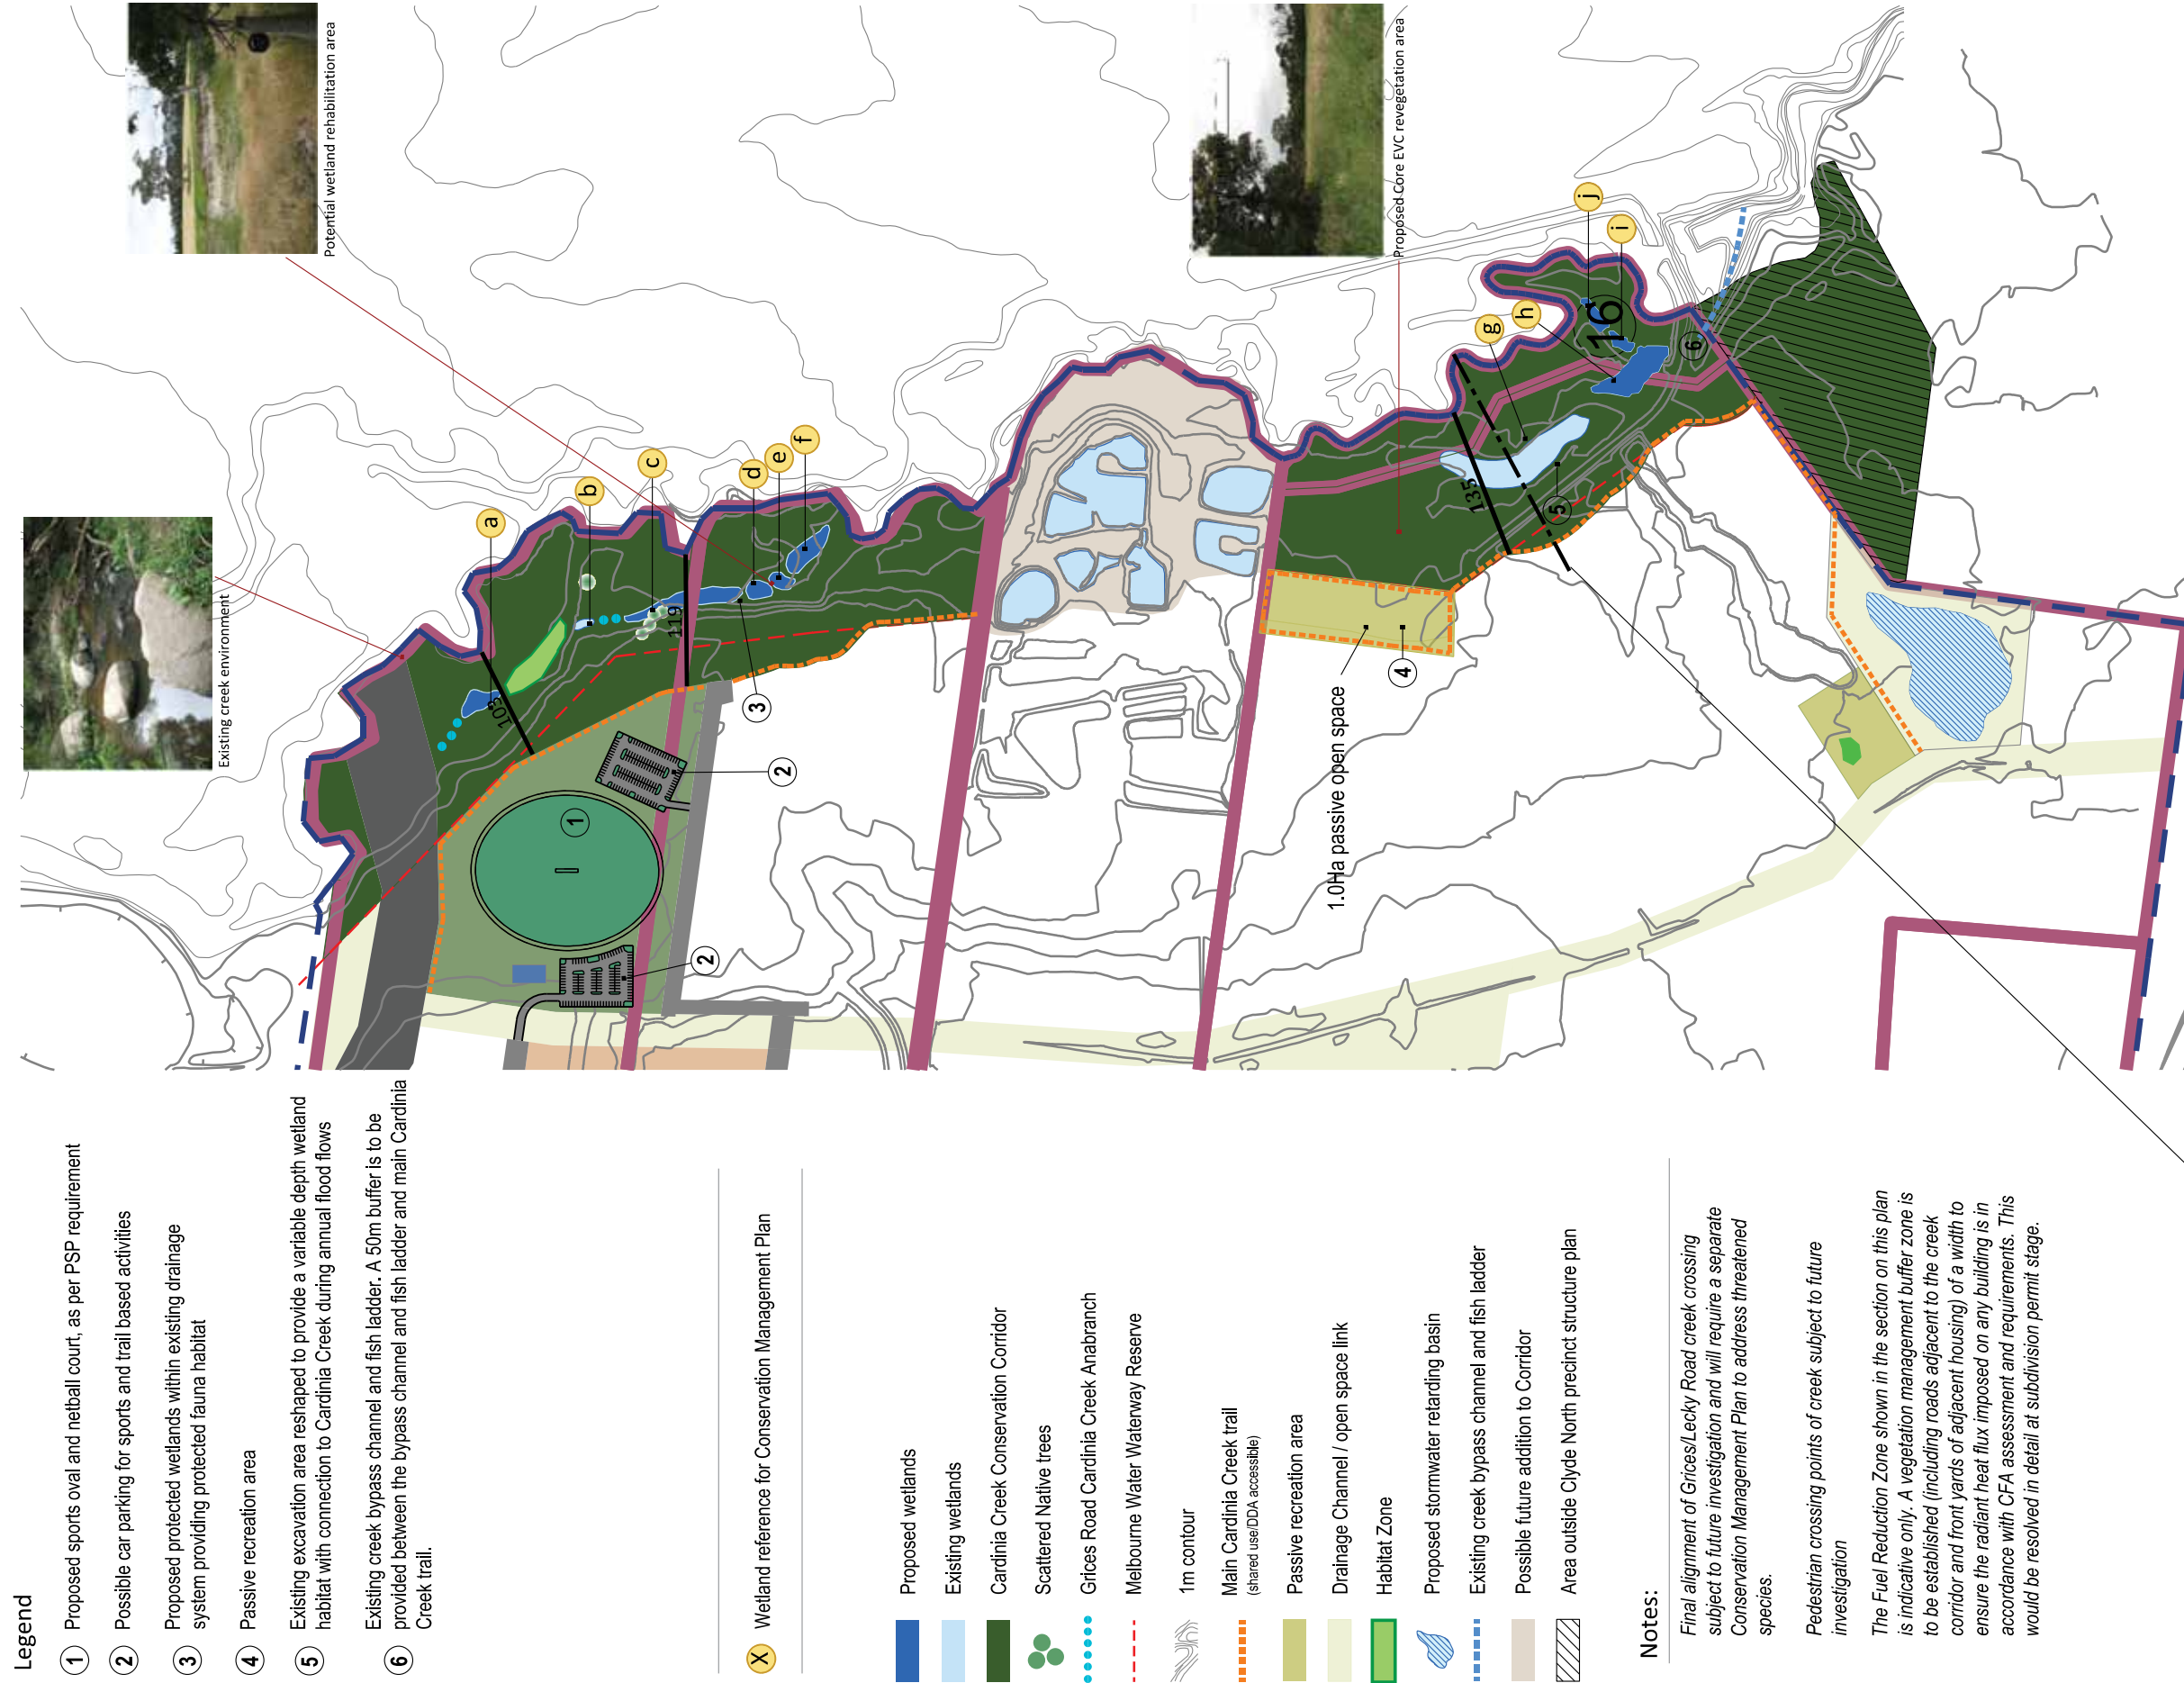 Legend
1 Proposed sports oval and netball court, as per PSP requirement
2 Possible car parking for sports and trail based activities
3 Proposed protected wetlands within existing drainage
system providing protected fauna habitat
4 Passive recreation area
5 Existing excavation area reshaped to provide a variable depth wetland
habitat with connection to Cardinia Creek during annual flood flows
Existing creek bypass channel and fish ladder. A 50m buffer is to be
6 provided between the bypass channel and fish ladder and main Cardinia
Creek trail.
X Wetland reference for Conservation Management Plan
Proposed wetlands
Existing wetlands
Cardinia Creek Conservation Corridor
Scattered Native trees
Grices Road Cardinia Creek Anabranch
Melbourne Water Waterway Reserve
1m contour
Main Cardinia Creek trail
(shared use/DDA accessible)
Passive recreation area
Drainage Channel / open space link
Habitat Zone
Proposed stormwater retarding basin
Existing creek bypass channel and fish ladder
Possible future addition to Corridor
Area outside Clyde North precinct structure plan
Notes:
Final alignment of Grices/Lecky Road creek crossing
subject to future investigation and will require a separate
Conservation Management Plan to address threatened
species.
Pedestrian crossing points of creek subject to future
investigation
The Fuel Reduction Zone shown in the section on this plan
is indicative only. A vegetation management buffer zone is
to be established (including roads adjacent to the creek
corridor and front yards of adjacent housing) of a width to
ensure the radiant heat flux imposed on any building is in
accordance with CFA assessment and requirements. This
would be resolved in detail at subdivision permit stage.
Existing creek environment
Potential wetland rehabilitation area
Proposed Core EVC revegetation area
1.0Ha passive open space
a
b
c
d
e
f
g
h
i
j
103
119
135
16
1
2
2
3
4
5
6